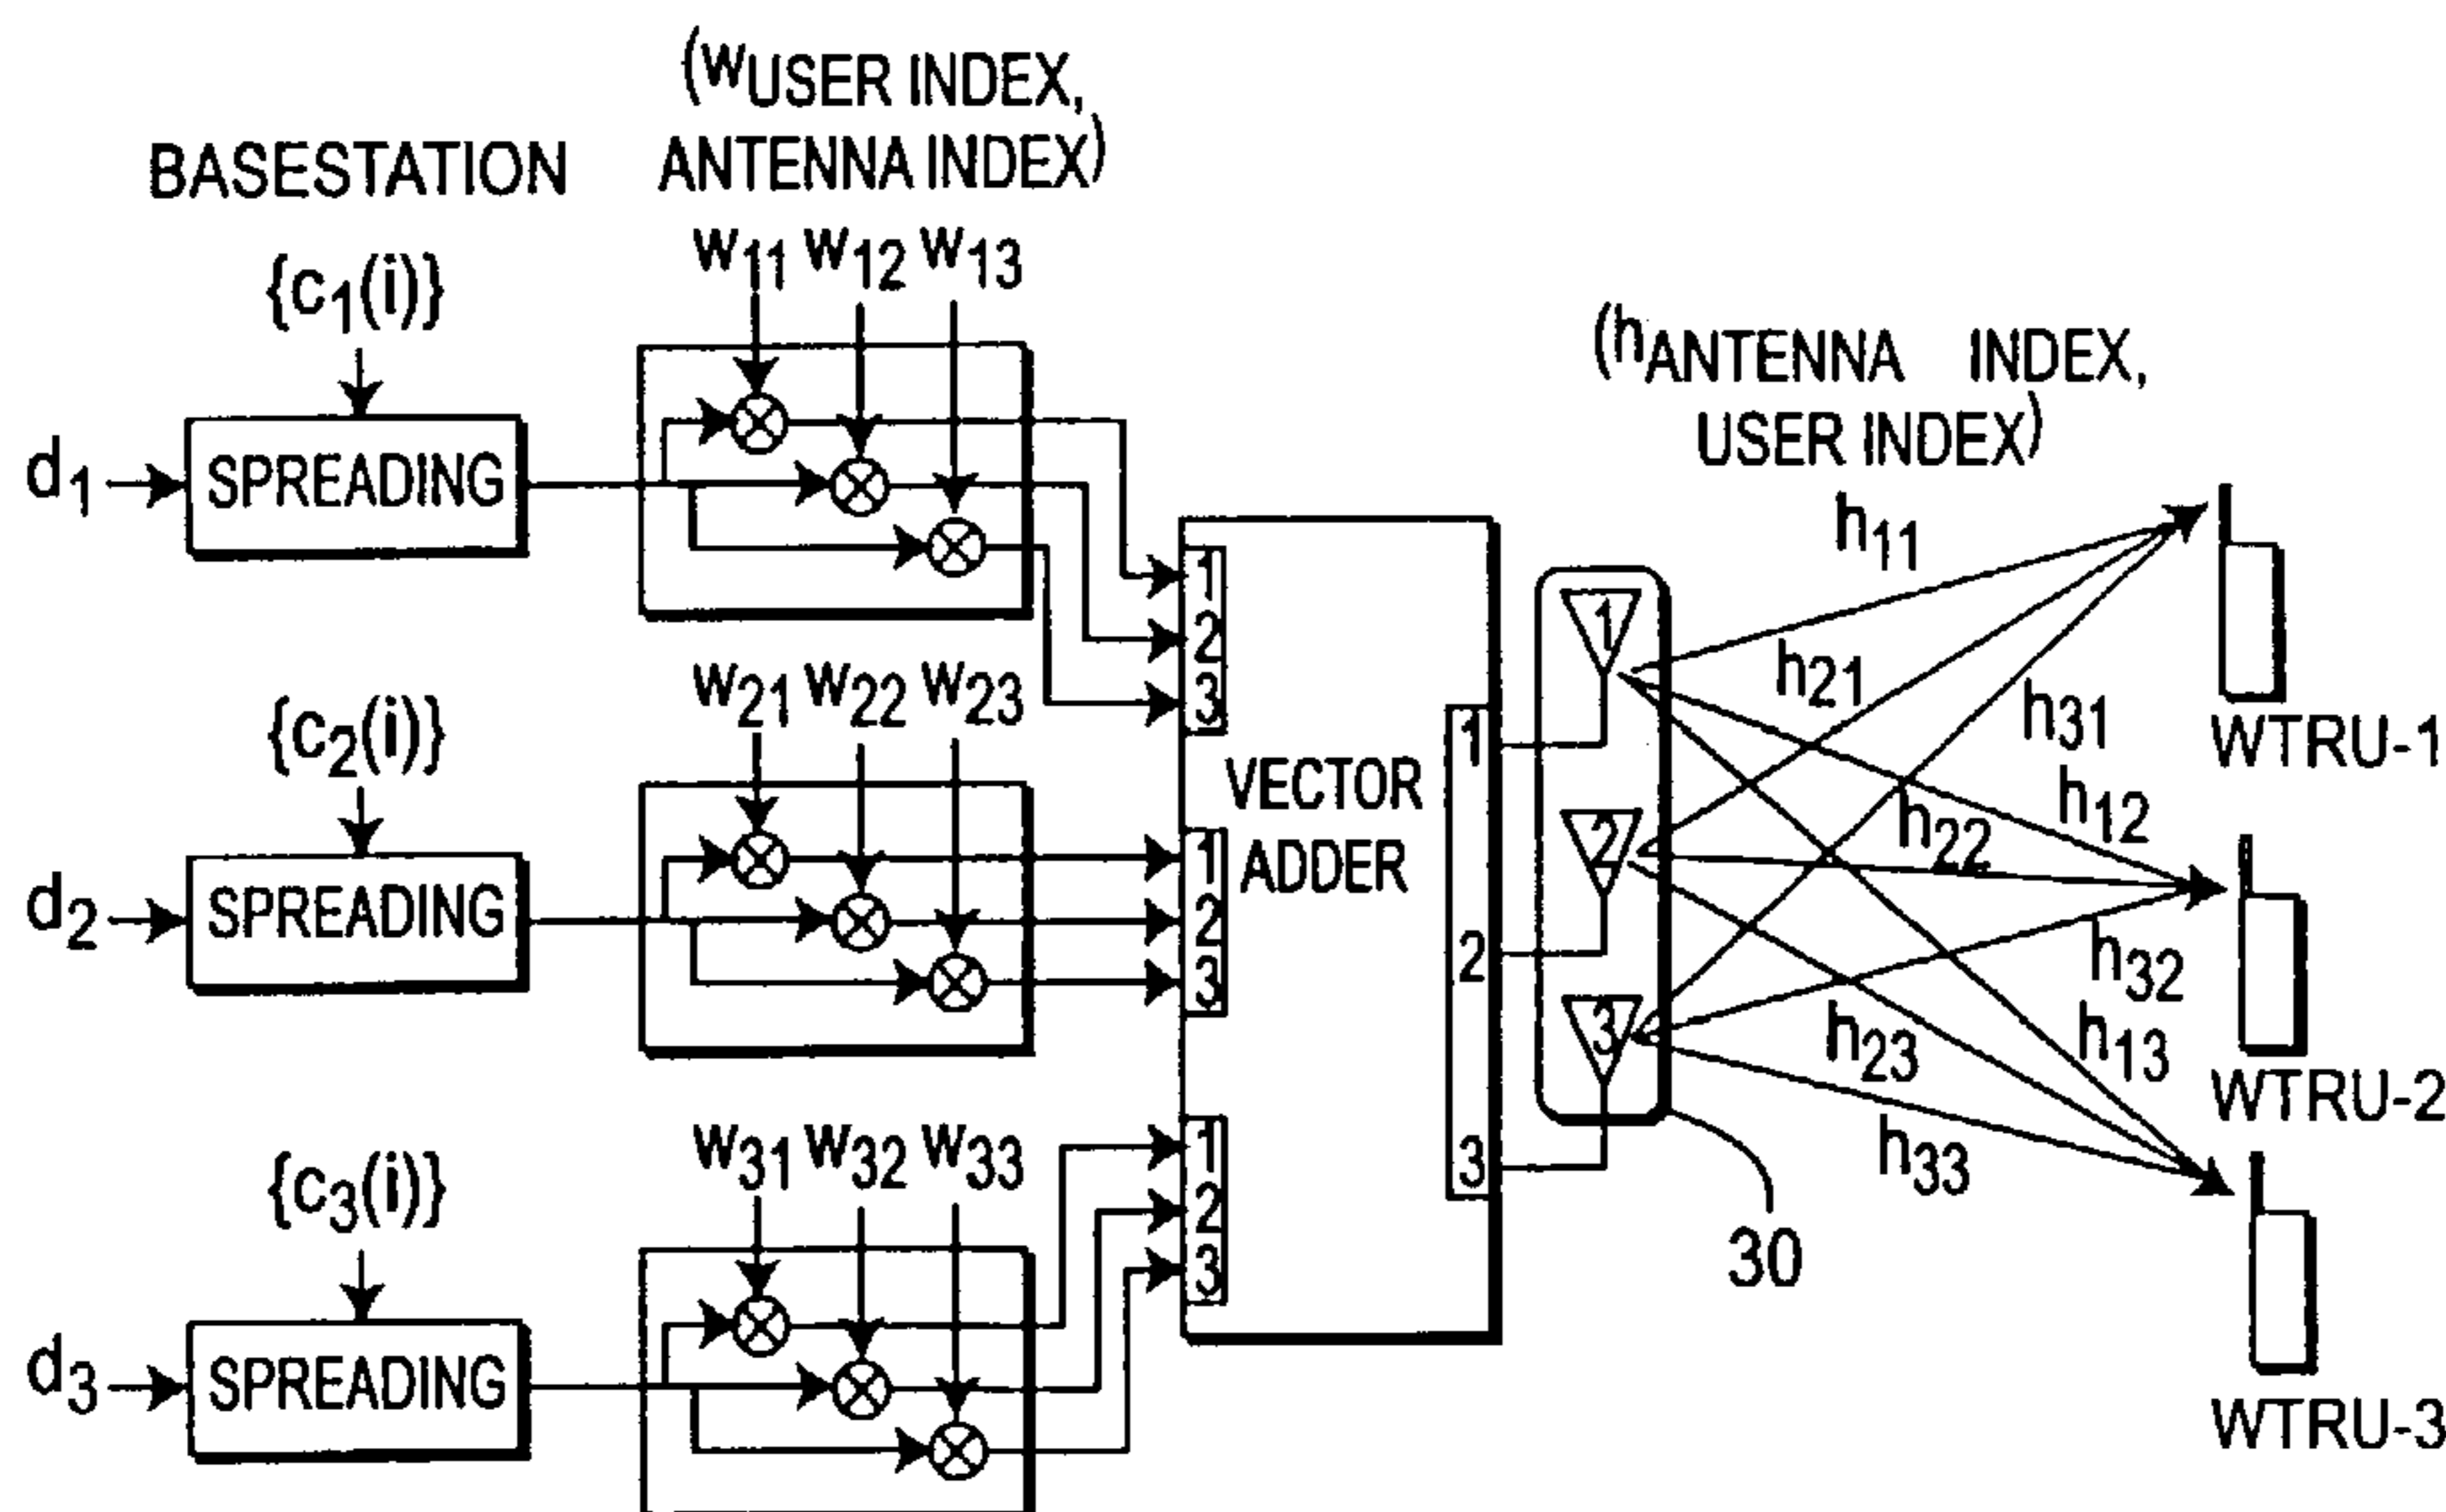 (wUSER INDEX,
ANTENNA INDEX)
BASESTATION
{c1(i)}
w11 w12 w13
d1
SPREADING
(hANTENNA INDEX,
USER INDEX)
1
2
3
1
h11
h21
h31
WTRU-1
{c2(i)}
w21 w22 w23
d2
SPREADING
1
2
3
VECTOR
ADDER
1
2
3
2
h12
h22
h32
WTRU-2
{c3(i)}
w31 w32 w33
d3
SPREADING
1
2
3
3
h23
h13
h33
30
WTRU-3